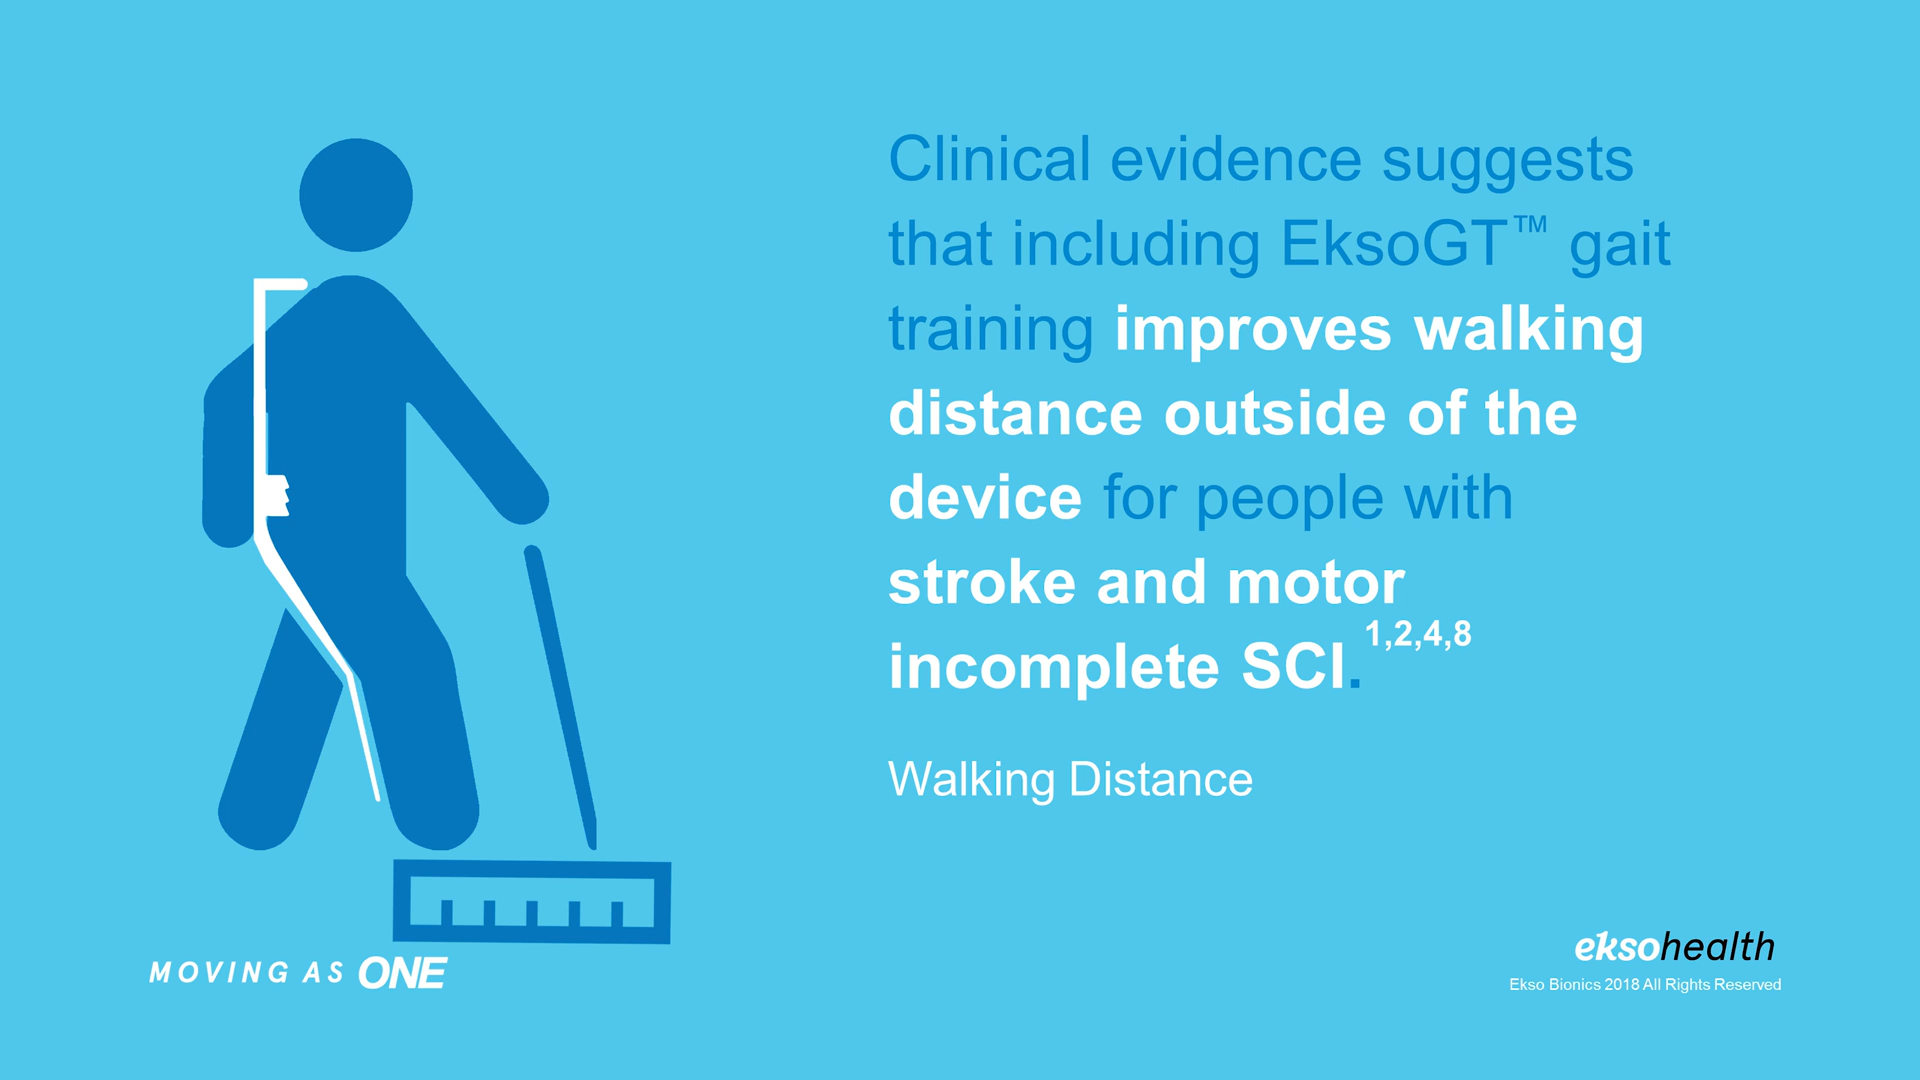 Clinical evidence suggests
that including EksoGT™ gait
training improves walking
distance outside of the
device for people with
stroke and motor
incomplete SCI.1,2,4,8
Walking Distance
MOVING AS ONE
eksohealth
Ekso Bionics 2018 All Rights Reserved